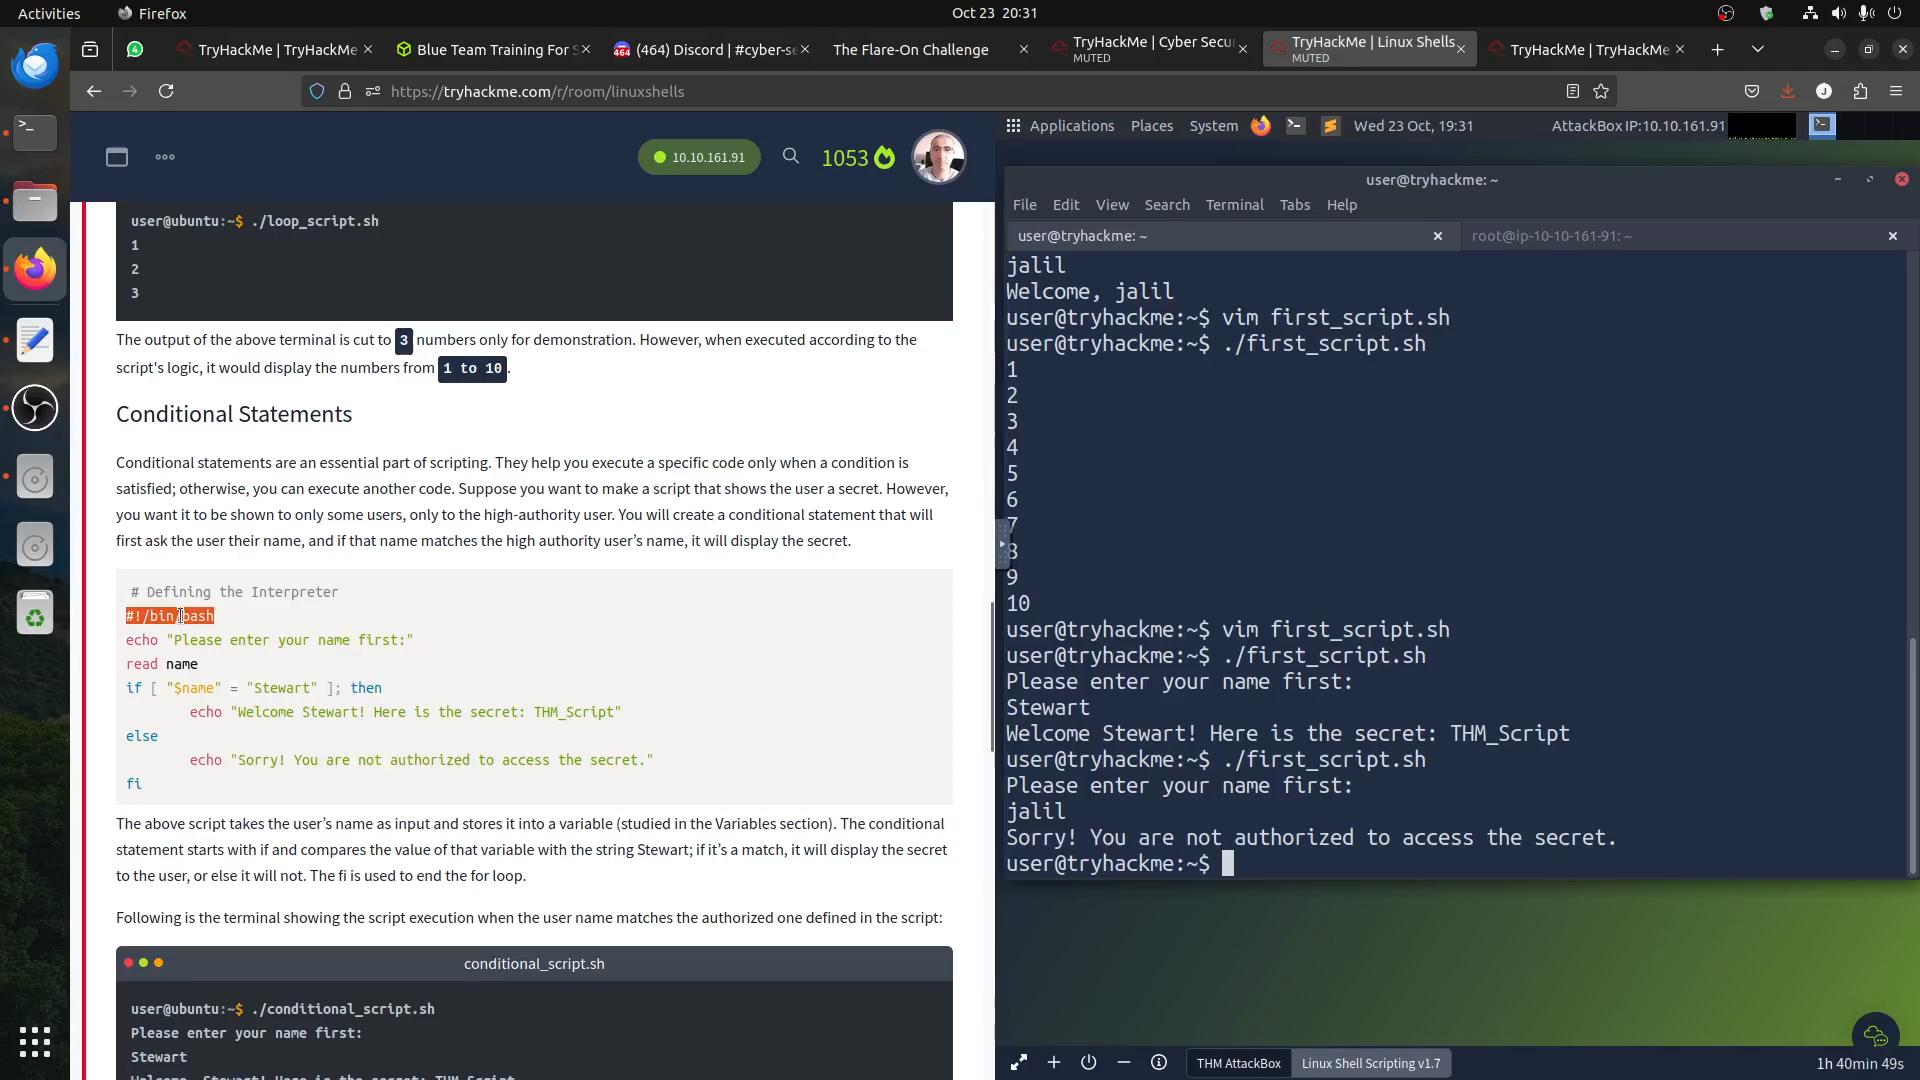 Activities
Firefox
Oct 23 20:31
TryHackMe | TryHackMe
Blue Team Training For S
(464) Discord | #cyber-se
The Flare-On Challenge
TryHackMe | Cyber Secu
MUTED
TryHackMe | Linux Shells
MUTED
TryHackMe | TryHackMe
https://tryhackme.com/r/room/linuxshells
J
10.10.161.91
1053
user@ubuntu:~$ ./loop_script.sh
1
2
3
The output of the above terminal is cut to 3 numbers only for demonstration. However, when executed according to the
script's logic, it would display the numbers from 1 to 10.
Conditional Statements
Conditional statements are an essential part of scripting. They help you execute a specific code only when a condition is
satisfied; otherwise, you can execute another code. Suppose you want to make a script that shows the user a secret. However,
you want it to be shown to only some users, only to the high-authority user. You will create a conditional statement that will
first ask the user their name, and if that name matches the high authority user’s name, it will display the secret.
# Defining the Interpreter
#!/bin/bash
echo "Please enter your name first:"
read name
if [ "$name" = "Stewart" ]; then
echo "Welcome Stewart! Here is the secret: THM_Script"
else
echo "Sorry! You are not authorized to access the secret."
fi
The above script takes the user’s name as input and stores it into a variable (studied in the Variables section). The conditional
statement starts with if and compares the value of that variable with the string Stewart; if it’s a match, it will display the secret
to the user, or else it will not. The fi is used to end the for loop.
Following is the terminal showing the script execution when the user name matches the authorized one defined in the script:
conditional_script.sh
user@ubuntu:~$ ./conditional_script.sh
Please enter your name first:
Stewart
Welcome, Stewart! Here is the secret: THM_Script
Applications Places System
Wed 23 Oct, 19:31
AttackBox IP:10.10.161.91
user@tryhackme: ~
File Edit View Search Terminal Tabs Help
user@tryhackme: ~
root@ip-10-10-161-91: ~
jalil
Welcome, jalil
user@tryhackme:~$ vim first_script.sh
user@tryhackme:~$ ./first_script.sh
1
2
3
4
5
6
7
8
9
10
user@tryhackme:~$ vim first_script.sh
user@tryhackme:~$ ./first_script.sh
Please enter your name first:
Stewart
Welcome Stewart! Here is the secret: THM_Script
user@tryhackme:~$ ./first_script.sh
Please enter your name first:
jalil
Sorry! You are not authorized to access the secret.
user@tryhackme:~$
THM AttackBox
Linux Shell Scripting v1.7
1h 40min 49s